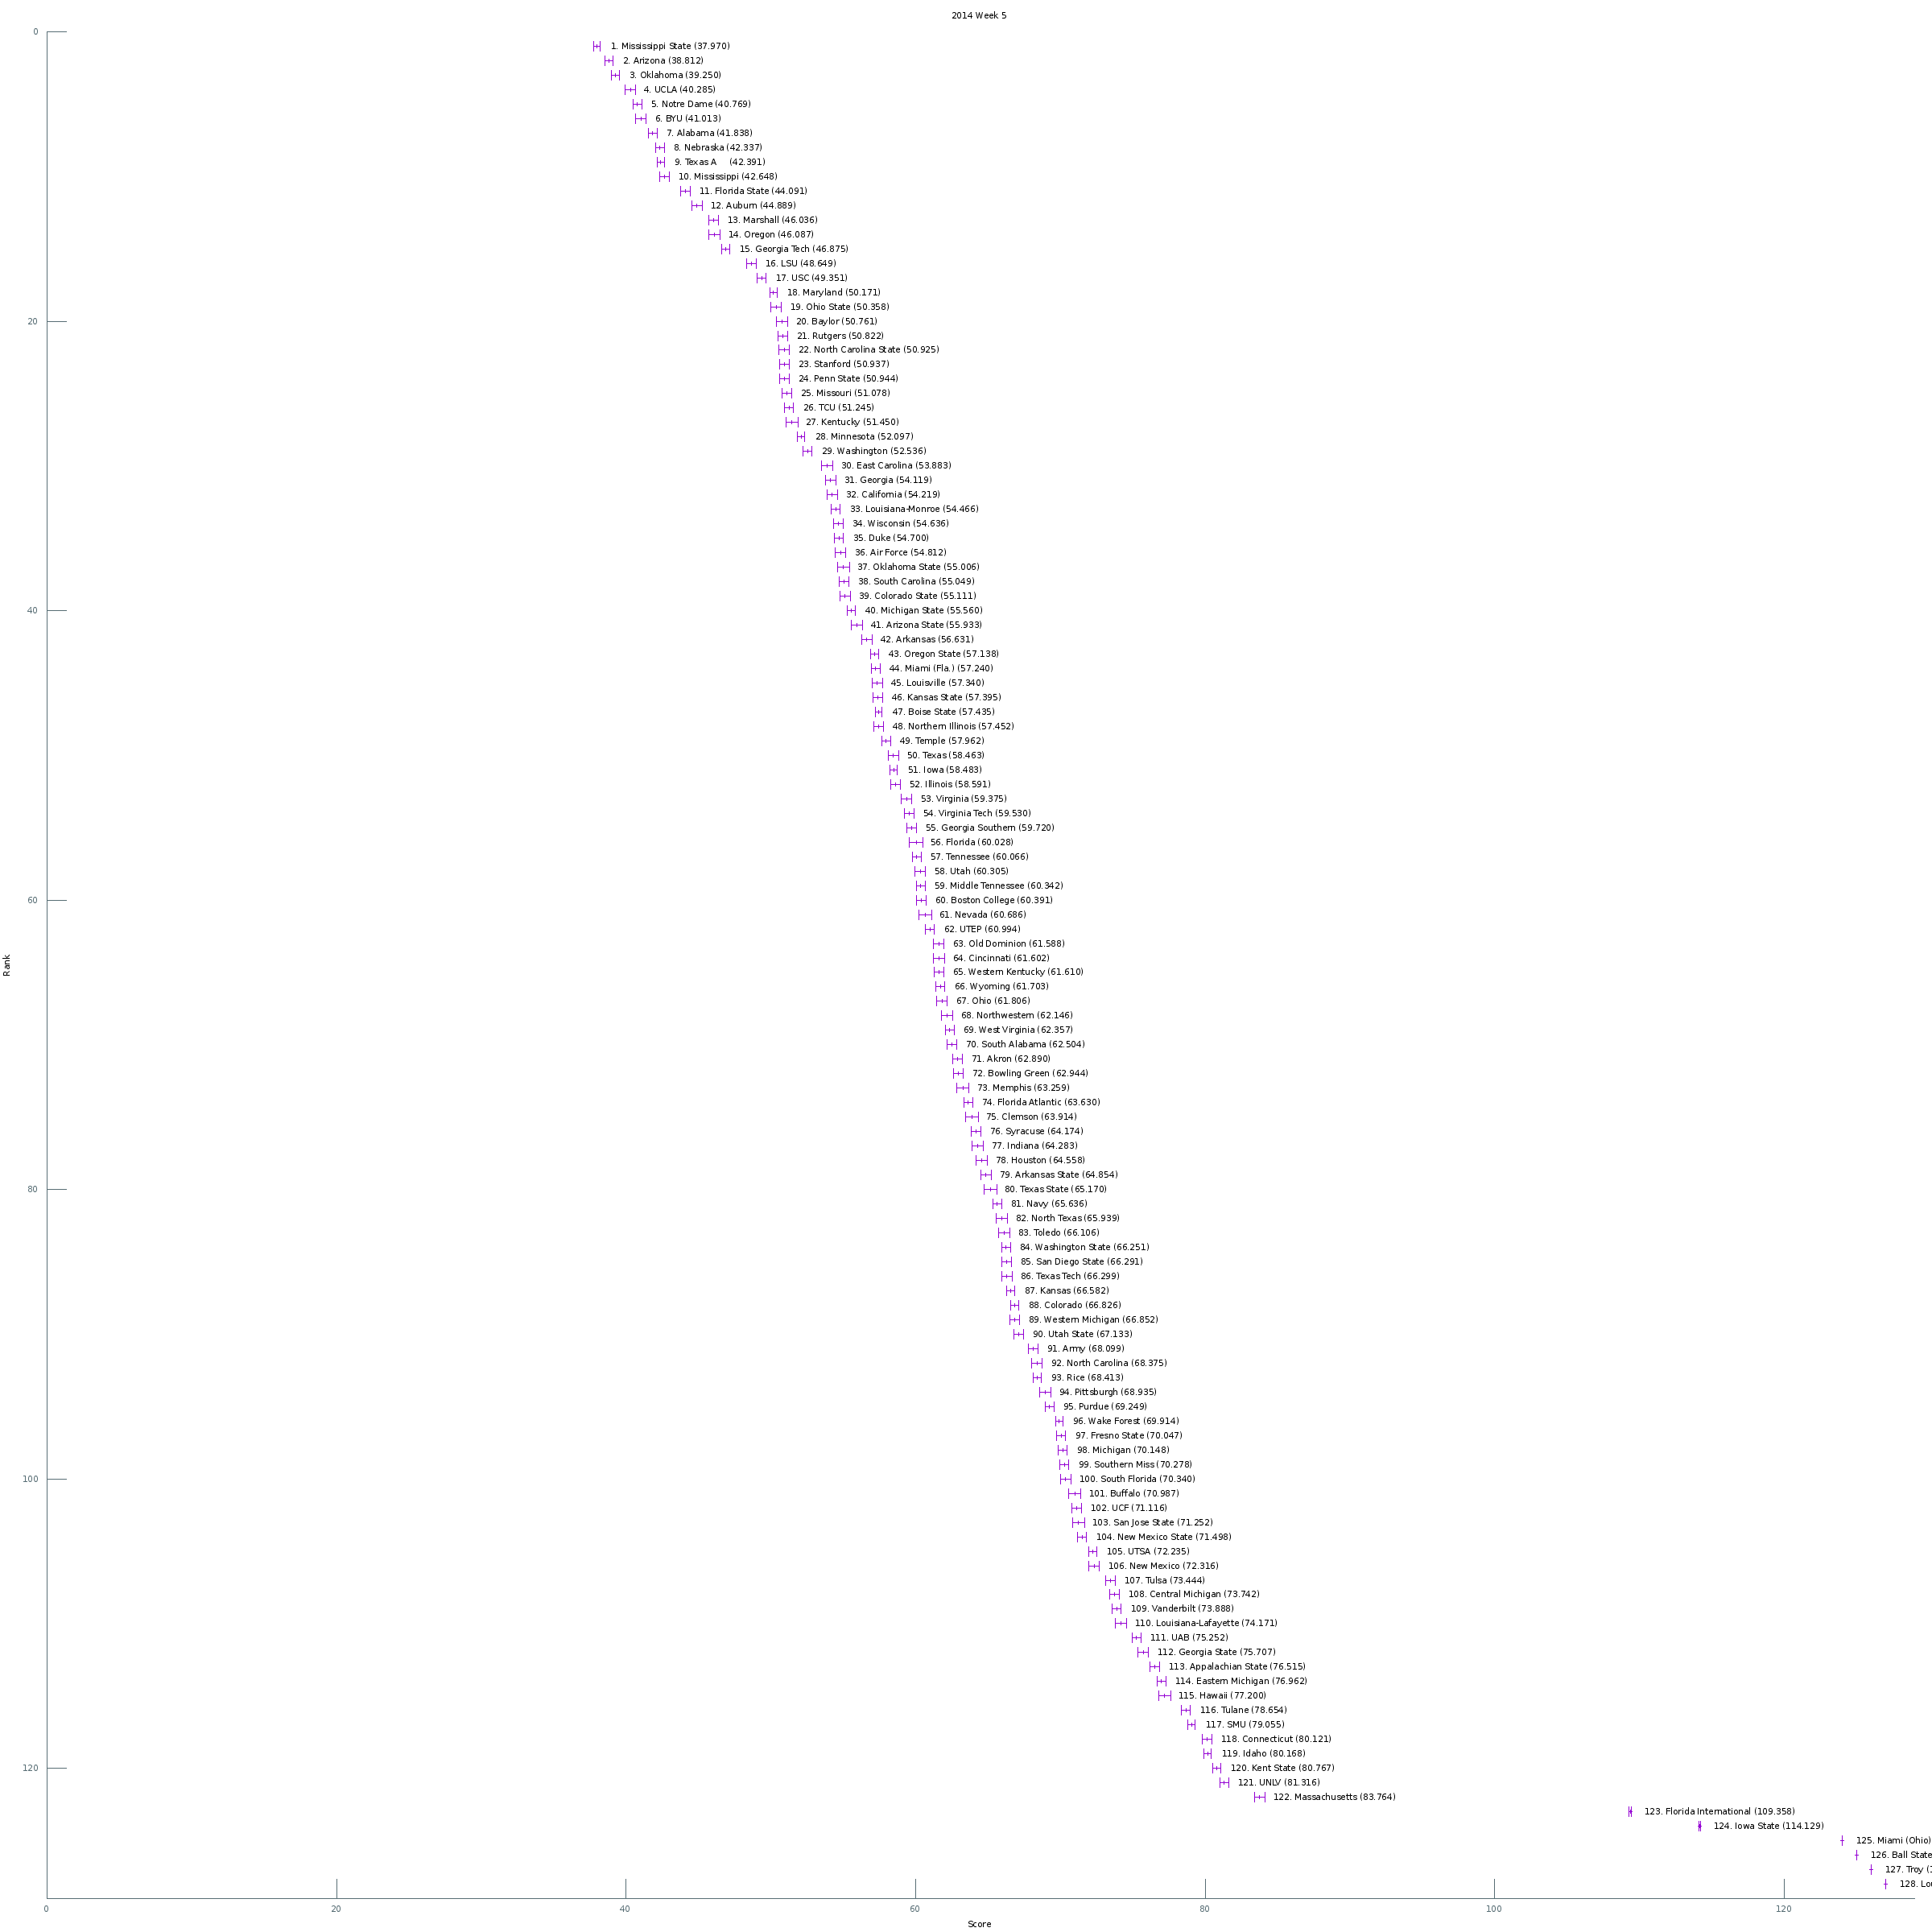 2014 Week 5
0
1. Mississippi State (37.970)
2. Arizona (38.812)
3. Oklahoma (39.250)
4. UCLA (40.285)
5. Notre Dame (40.769)
6. BYU (41.013)
7. Alabama (41.838)
8. Nebraska (42.337)
9. Texas A (42.391)
10. Mississippi (42.648)
11. Florida State (44.091)
12. Auburn (44.889)
13. Marshall (46.036)
14. Oregon (46.087)
15. Georgia Tech (46.875)
16. LSU (48.649)
17. USC (49.351)
18. Maryland (50.171)
19. Ohio State (50.358)
20
20. Baylor (50.761)
21. Rutgers (50.822)
22. North Carolina State (50.925)
23. Stanford (50.937)
24. Penn State (50.944)
25. Missouri (51.078)
26. TCU (51.245)
27. Kentucky (51.450)
28. Minnesota (52.097)
29. Washington (52.536)
30. East Carolina (53.883)
31. Georgia (54.119)
32. California (54.219)
33. Louisiana-Monroe (54.466)
34. Wisconsin (54.636)
35. Duke (54.700)
36. Air Force (54.812)
37. Oklahoma State (55.006)
38. South Carolina (55.049)
39. Colorado State (55.111)
40
40. Michigan State (55.560)
41. Arizona State (55.933)
42. Arkansas (56.631)
43. Oregon State (57.138)
44. Miami (Fla.) (57.240)
45. Louisville (57.340)
46. Kansas State (57.395)
47. Boise State (57.435)
48. Northern Illinois (57.452)
49. Temple (57.962)
50. Texas (58.463)
51. Iowa (58.483)
52. Illinois (58.591)
53. Virginia (59.375)
54. Virginia Tech (59.530)
55. Georgia Southern (59.720)
56. Florida (60.028)
57. Tennessee (60.066)
58. Utah (60.305)
59. Middle Tennessee (60.342)
60
60. Boston College (60.391)
61. Nevada (60.686)
62. UTEP (60.994)
63. Old Dominion (61.588)
64. Cincinnati (61.602)
Rank
65. Western Kentucky (61.610)
66. Wyoming (61.703)
67. Ohio (61.806)
68. Northwestern (62.146)
69. West Virginia (62.357)
70. South Alabama (62.504)
71. Akron (62.890)
72. Bowling Green (62.944)
73. Memphis (63.259)
74. Florida Atlantic (63.630)
75. Clemson (63.914)
76. Syracuse (64.174)
77. Indiana (64.283)
78. Houston (64.558)
79. Arkansas State (64.854)
80
80. Texas State (65.170)
81. Navy (65.636)
82. North Texas (65.939)
83. Toledo (66.106)
84. Washington State (66.251)
85. San Diego State (66.291)
86. Texas Tech (66.299)
87. Kansas (66.582)
88. Colorado (66.826)
89. Western Michigan (66.852)
90. Utah State (67.133)
91. Army (68.099)
92. North Carolina (68.375)
93. Rice (68.413)
94. Pittsburgh (68.935)
95. Purdue (69.249)
96. Wake Forest (69.914)
97. Fresno State (70.047)
98. Michigan (70.148)
99. Southern Miss (70.278)
100
100. South Florida (70.340)
101. Buffalo (70.987)
102. UCF (71.116)
103. San Jose State (71.252)
104. New Mexico State (71.498)
105. UTSA (72.235)
106. New Mexico (72.316)
107. Tulsa (73.444)
108. Central Michigan (73.742)
109. Vanderbilt (73.888)
110. Louisiana-Lafayette (74.171)
111. UAB (75.252)
112. Georgia State (75.707)
113. Appalachian State (76.515)
114. Eastern Michigan (76.962)
115. Hawaii (77.200)
116. Tulane (78.654)
117. SMU (79.055)
118. Connecticut (80.121)
119. Idaho (80.168)
120
120. Kent State (80.767)
121. UNLV (81.316)
122. Massachusetts (83.764)
123. Florida International (109.358)
124. Iowa State (114.129)
125. Miami (Ohio)
126. Ball State
127. Troy
128.
0 20 40 60 80 100 120
Score